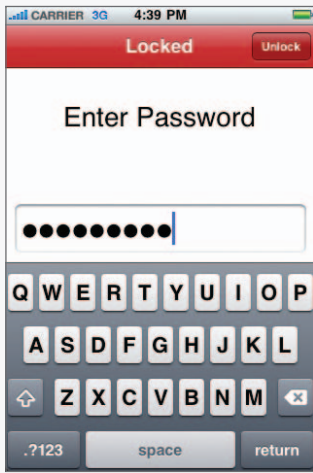 CARRIER 3G 4:39 PM
Locked Unlock
Enter Password
●●●●●●●●●
Q W E R T Y U I O P
A S D F G H J K L
Z X C V B N M
.?123 space return